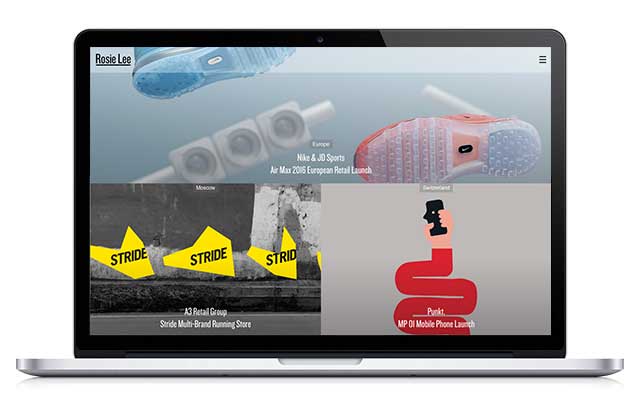 Rosie Lee
Europe
Nike & JD Sports
Air Max 2016 European Retail Launch
Moscow
STRIDE
STRIDE
STRID
A3 Retail Group
Stride Multi-Brand Running Store
Switzerland
Punkt.
MP 01 Mobile Phone Launch